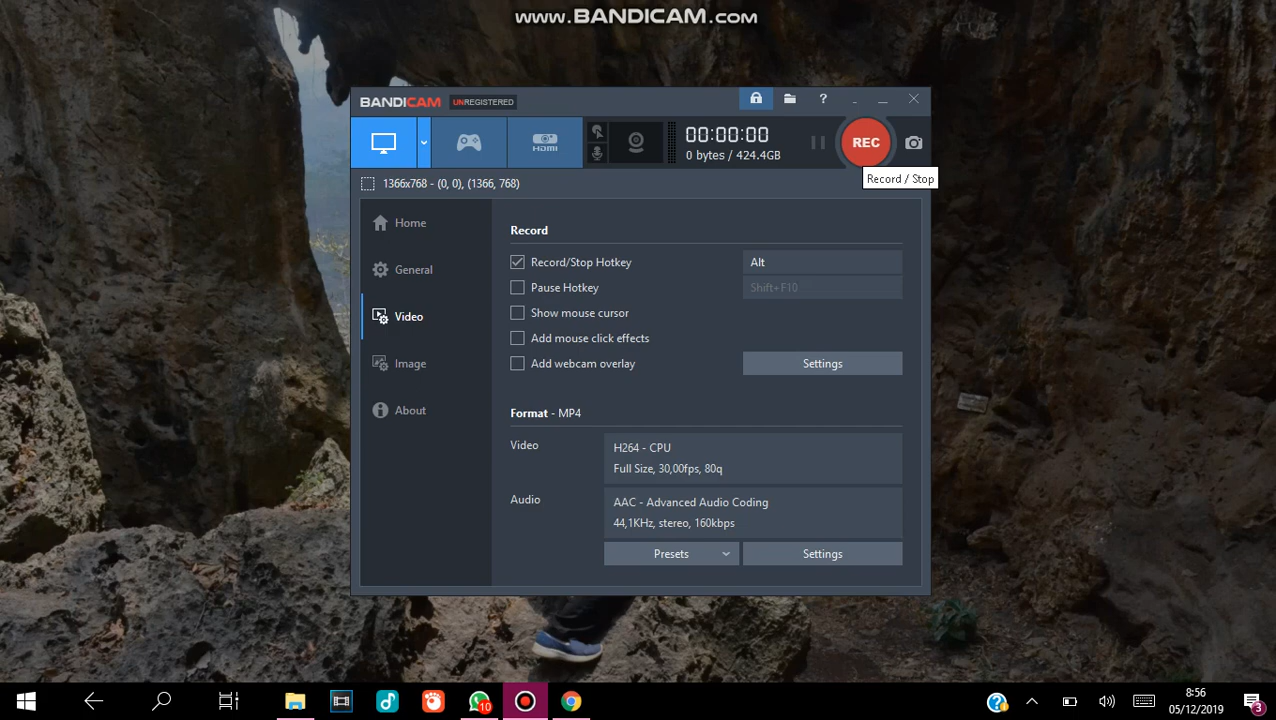 www.BANDICAM.com
BANDICAM UNREGISTERED ?
HDMI 00:00:00 REC
0 bytes / 424.4GB
Record / Stop
1366x768 - (0, 0), (1366, 768)
Home
General
Video
Image
About
Record
Record/Stop Hotkey Alt
Pause Hotkey Shift+F10
Show mouse cursor
Add mouse click effects
Add webcam overlay Settings
Format - MP4
Video H264 - CPU
Full Size, 30,00fps, 80q
Audio AAC - Advanced Audio Coding
44,1KHz, stereo, 160kbps
Presets Settings
10
8:56
05/12/2019
3